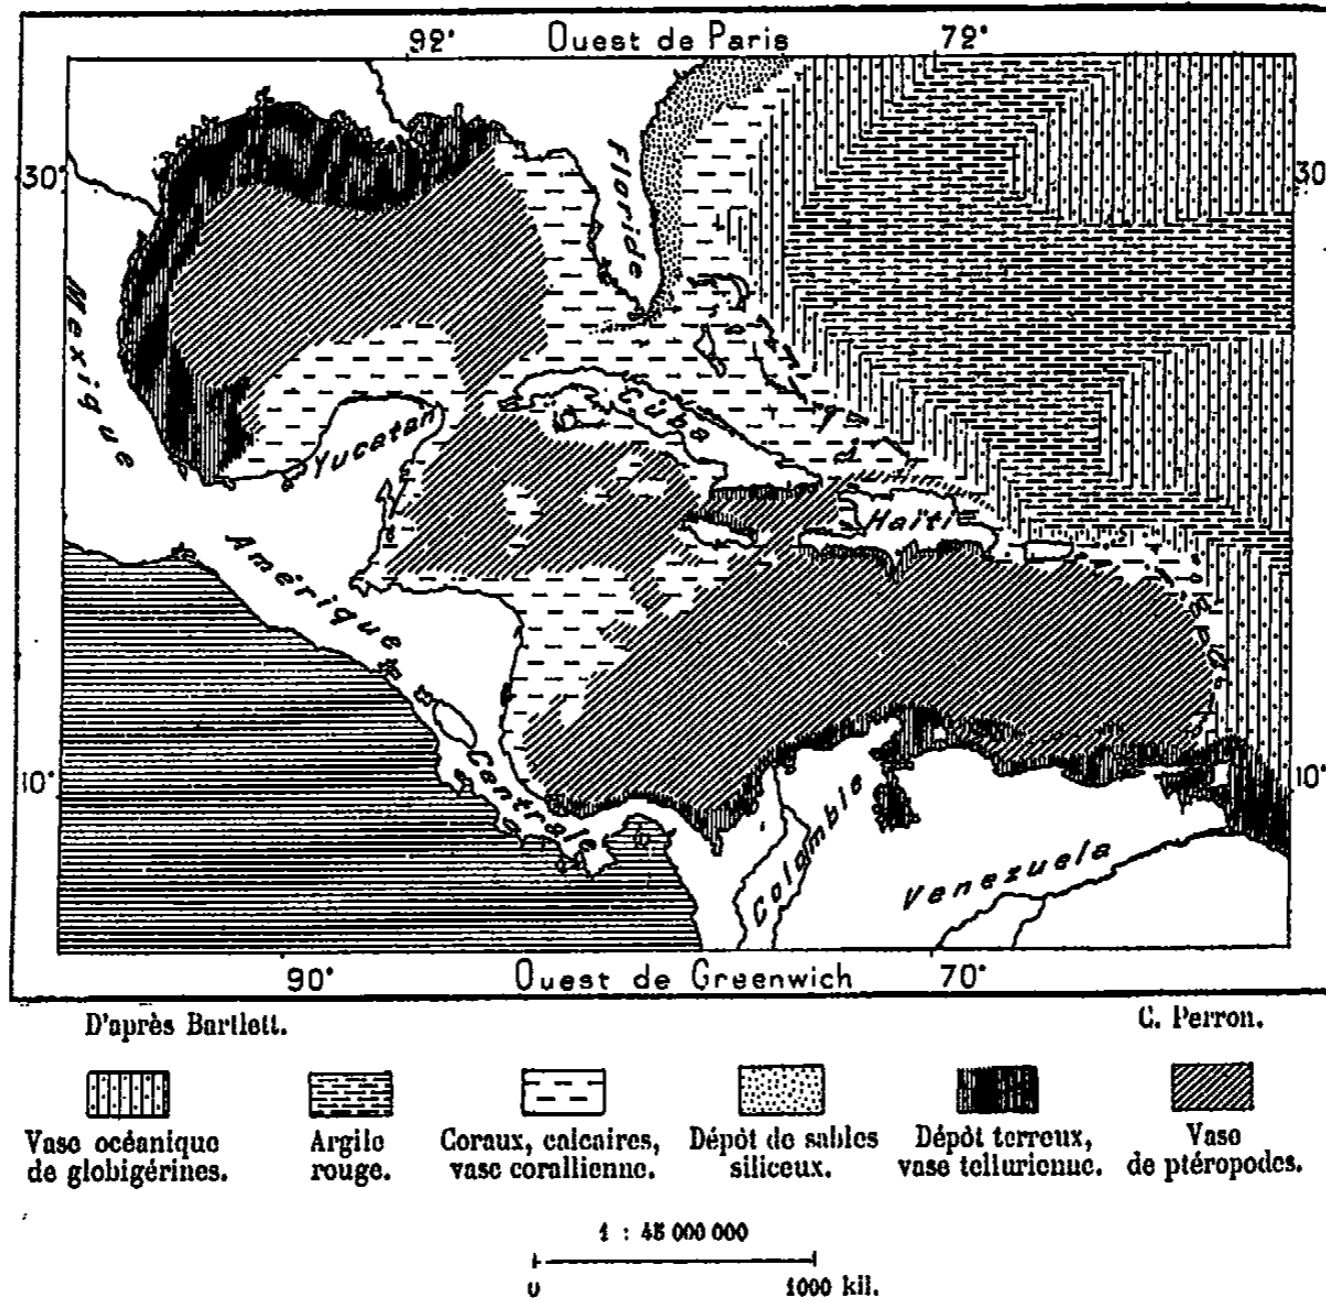 92° Ouest de Paris 72°
30° 30°
Floride
Mexique
Yucatan
Cuba
Haïti
Amérique
Centrale
10° 10°
Colombie
Venezuela
90° Ouest de Greenwich 70°
D'après Bartlett. C. Perron.
Vase océanique
de globigérines.
Argile
rouge.
Coraux, calcaires,
vase corallienne.
Dépôt de sables
siliceux.
Dépôt terreux,
vase tellurienne.
Vase
de ptéropodes.
1 : 45 000 000
0 1000 kil.